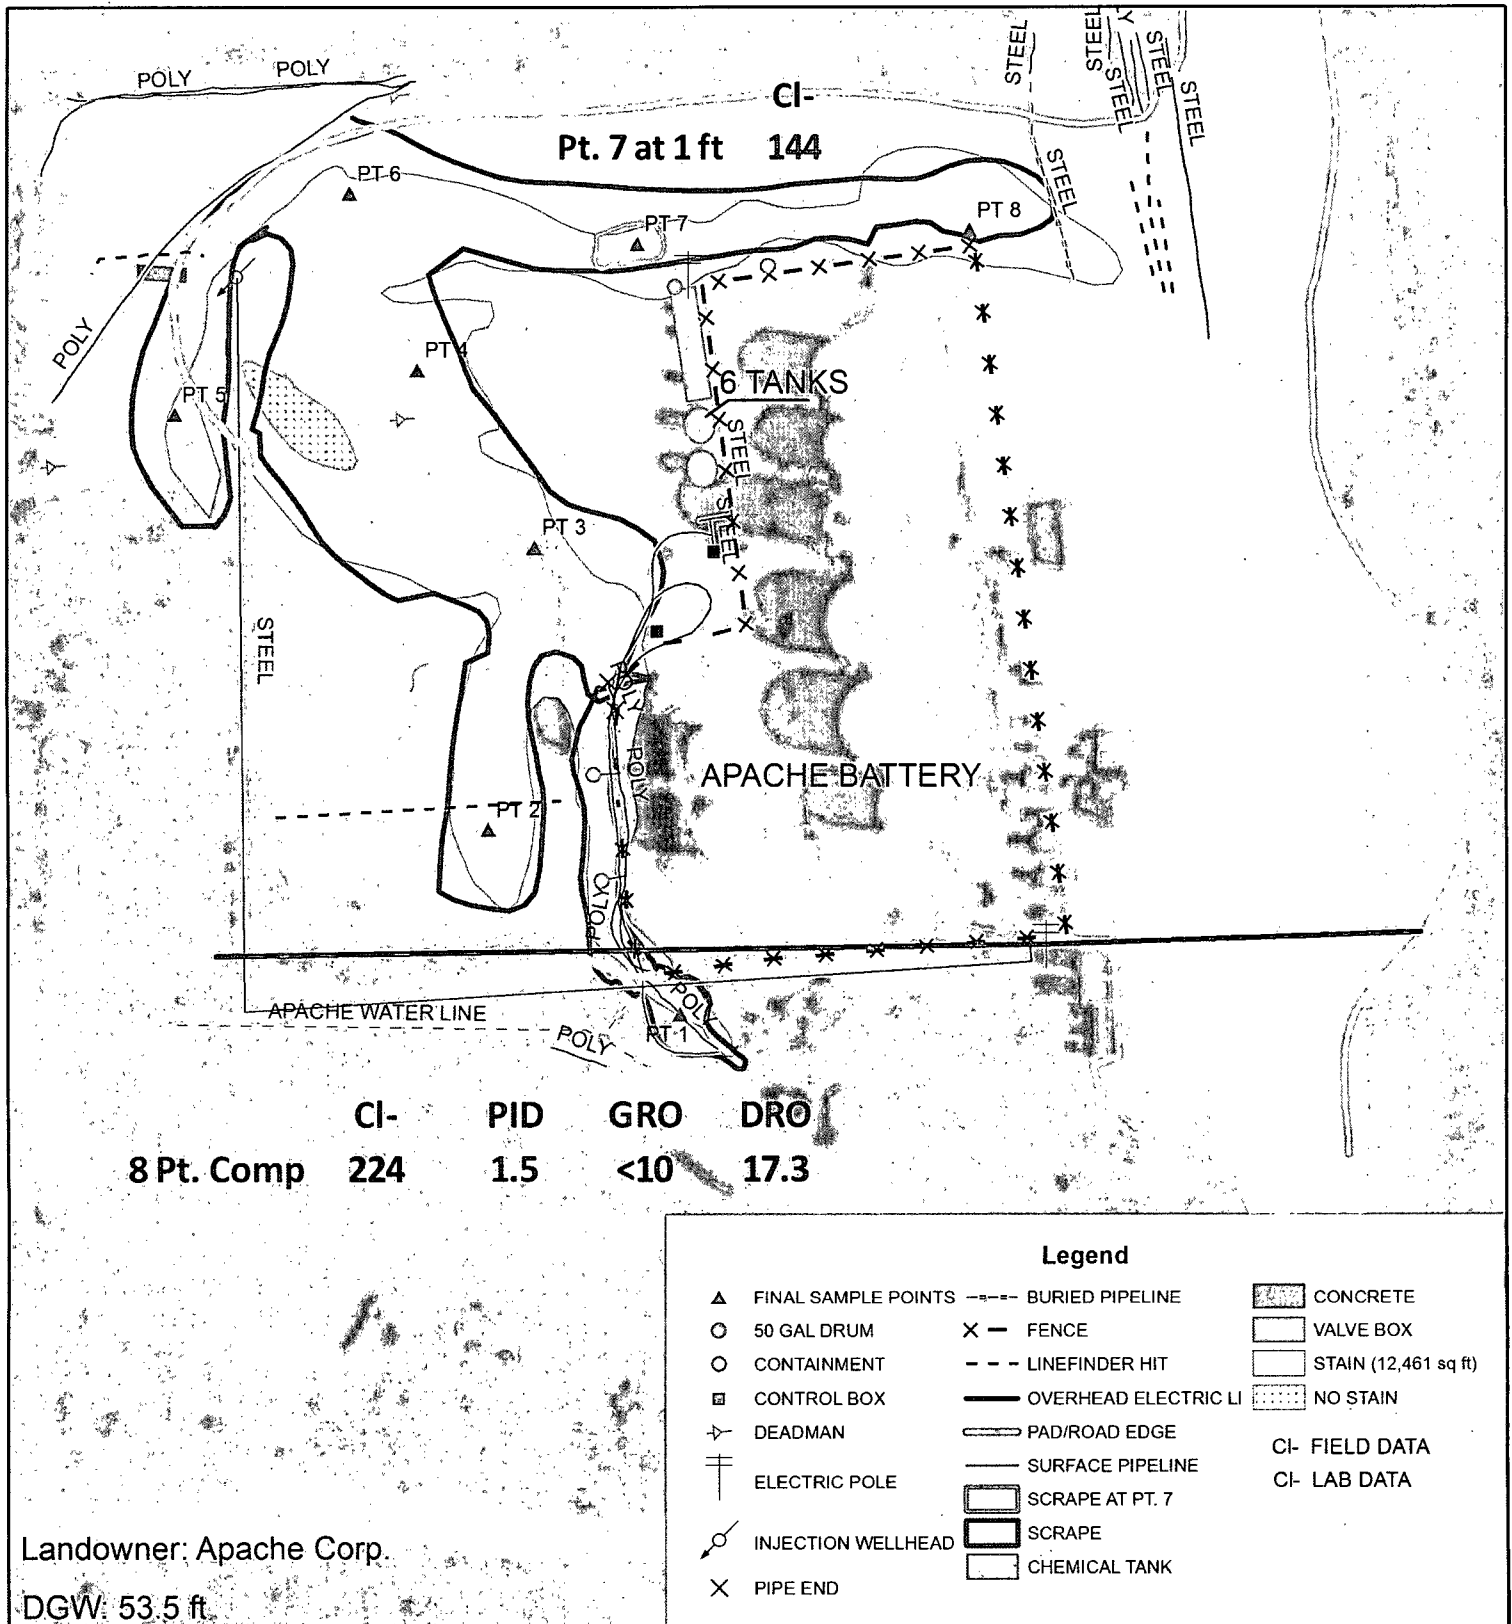 POLY
POLY
STEEL
STEEL
STEEL
STEEL
STEEL
Cl-
Pt. 7 at 1 ft 144
STEEL
PT 6
PT 7
PT 8
POLY
PT 4
6 TANKS
PT 5
STEEL
STEEL
PT 3
STEEL
POLY
POLY
APACHE BATTERY
PT 2
POLY
APACHE WATER LINE
POLY
PT 1
POLY
Cl- PID GRO DRO
8 Pt. Comp 224 1.5 <10 17.3
Legend
FINAL SAMPLE POINTS
50 GAL DRUM
CONTAINMENT
CONTROL BOX
DEADMAN
ELECTRIC POLE
INJECTION WELLHEAD
PIPE END
BURIED PIPELINE
FENCE
LINEFINDER HIT
OVERHEAD ELECTRIC LI
PAD/ROAD EDGE
SURFACE PIPELINE
SCRAPE AT PT. 7
SCRAPE
CHEMICAL TANK
CONCRETE
VALVE BOX
STAIN (12,461 sq ft)
NO STAIN
Cl- FIELD DATA
Cl- LAB DATA
Landowner: Apache Corp.
DGW: 53.5 ft